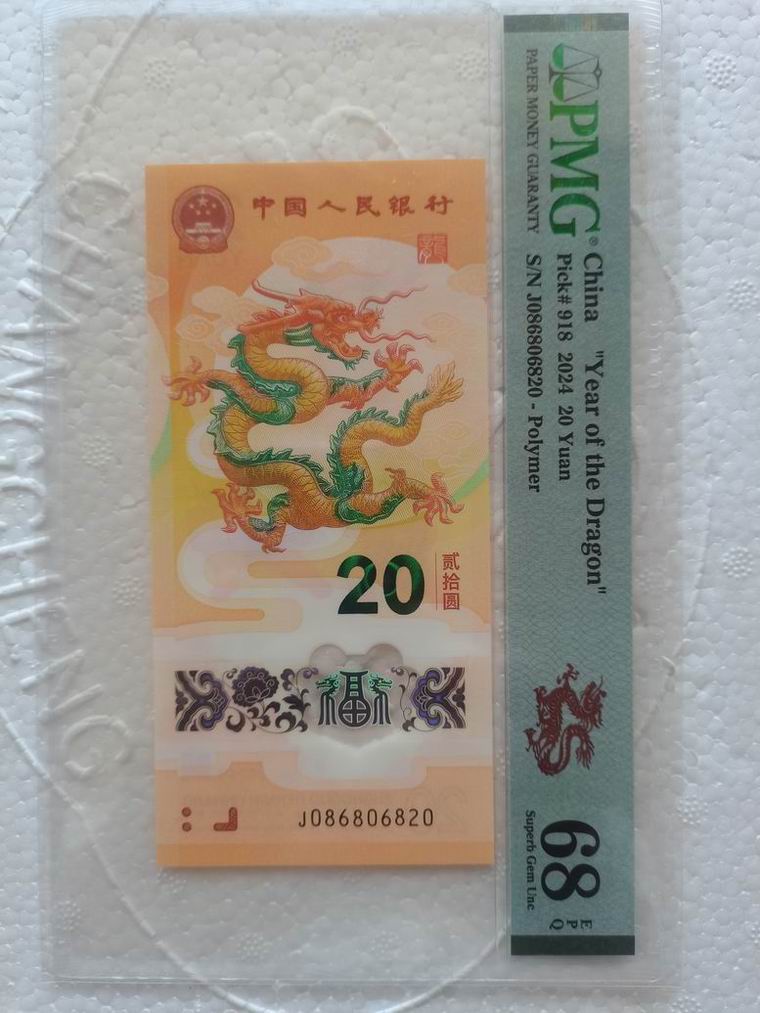 中国人民银行
龍
20
贰拾圆
福
J086806820
PMG®
PAPER MONEY GUARANTY
China "Year of the Dragon"
Pick# 918 2024 20 Yuan
S/N J086806820 - Polymer
68
EPQ
Superb Gem Unc